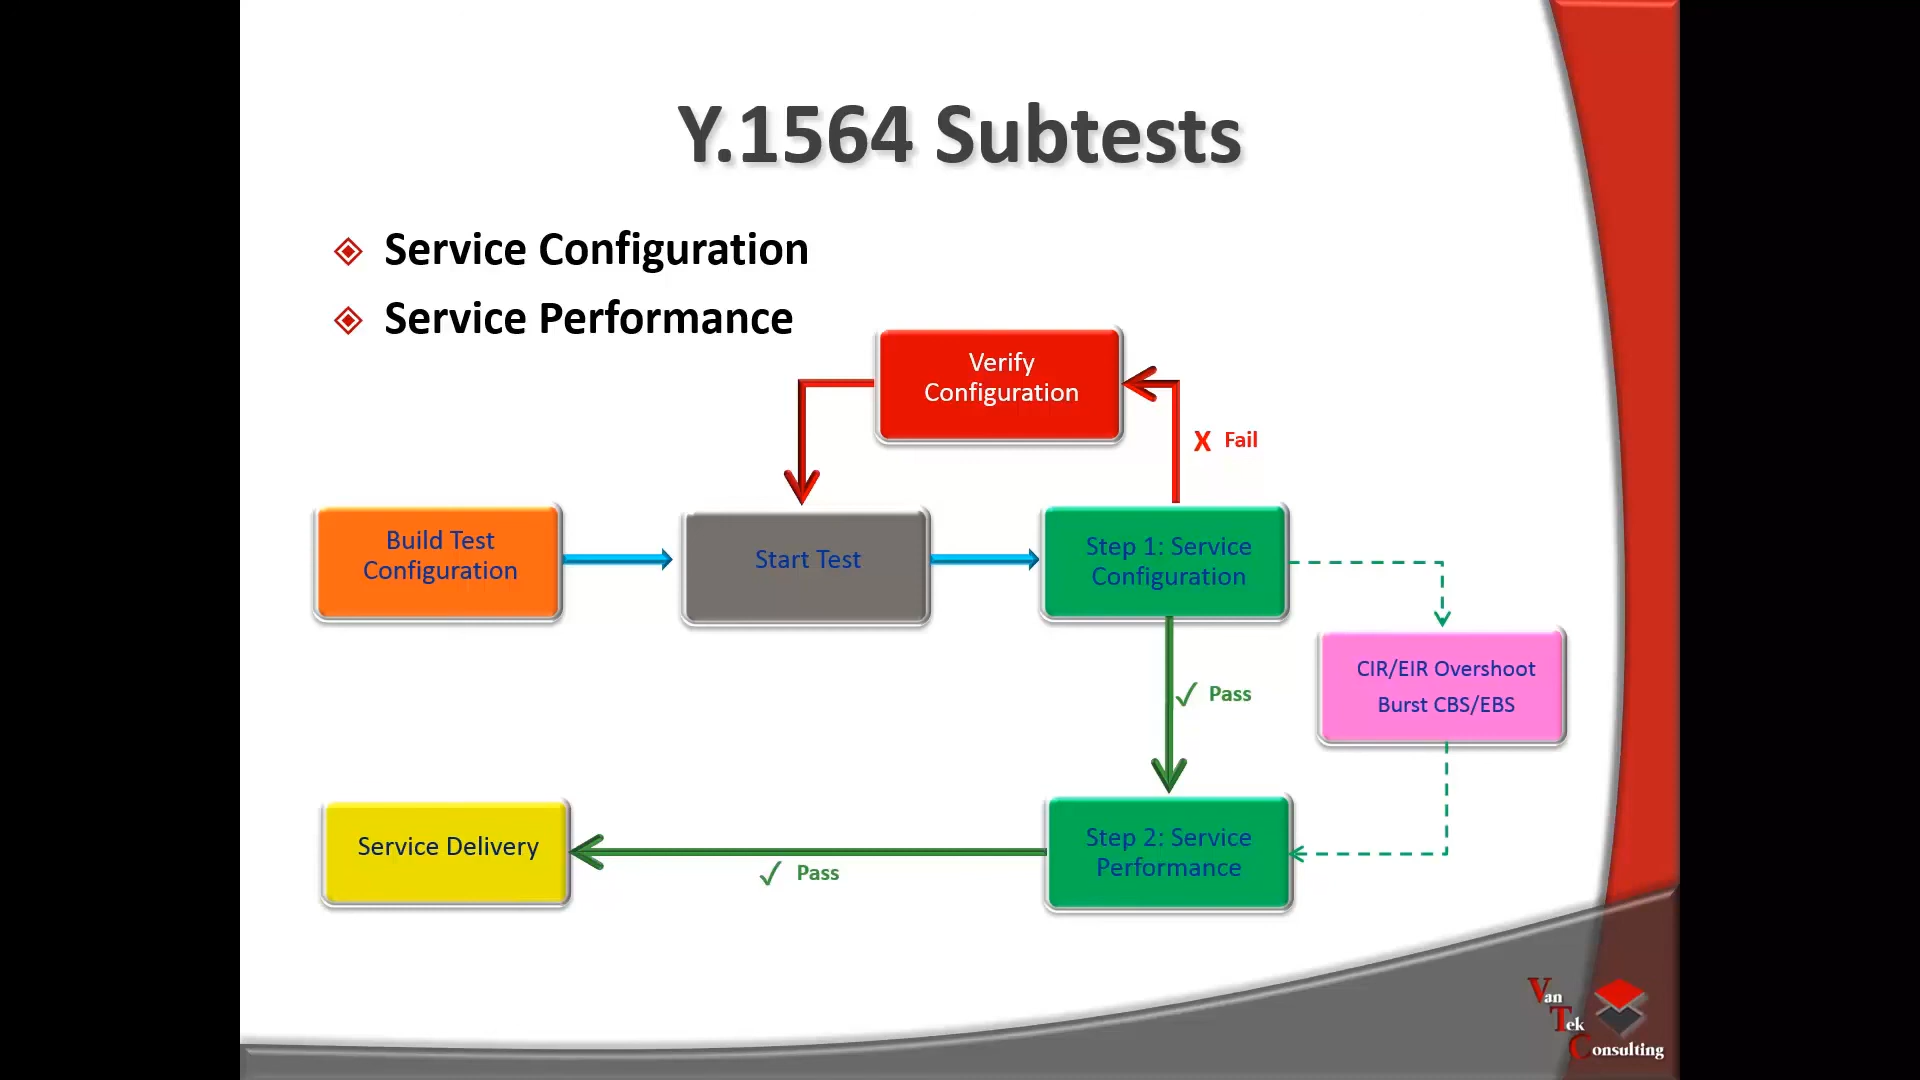 Y.1564 Subtests
Service Configuration
Service Performance
Verify
Configuration
X Fail
Build Test
Configuration
Start Test
Step 1: Service
Configuration
CIR/EIR Overshoot
Burst CBS/EBS
✓ Pass
Service Delivery
✓ Pass
Step 2: Service
Performance
Van
Tek
Consulting